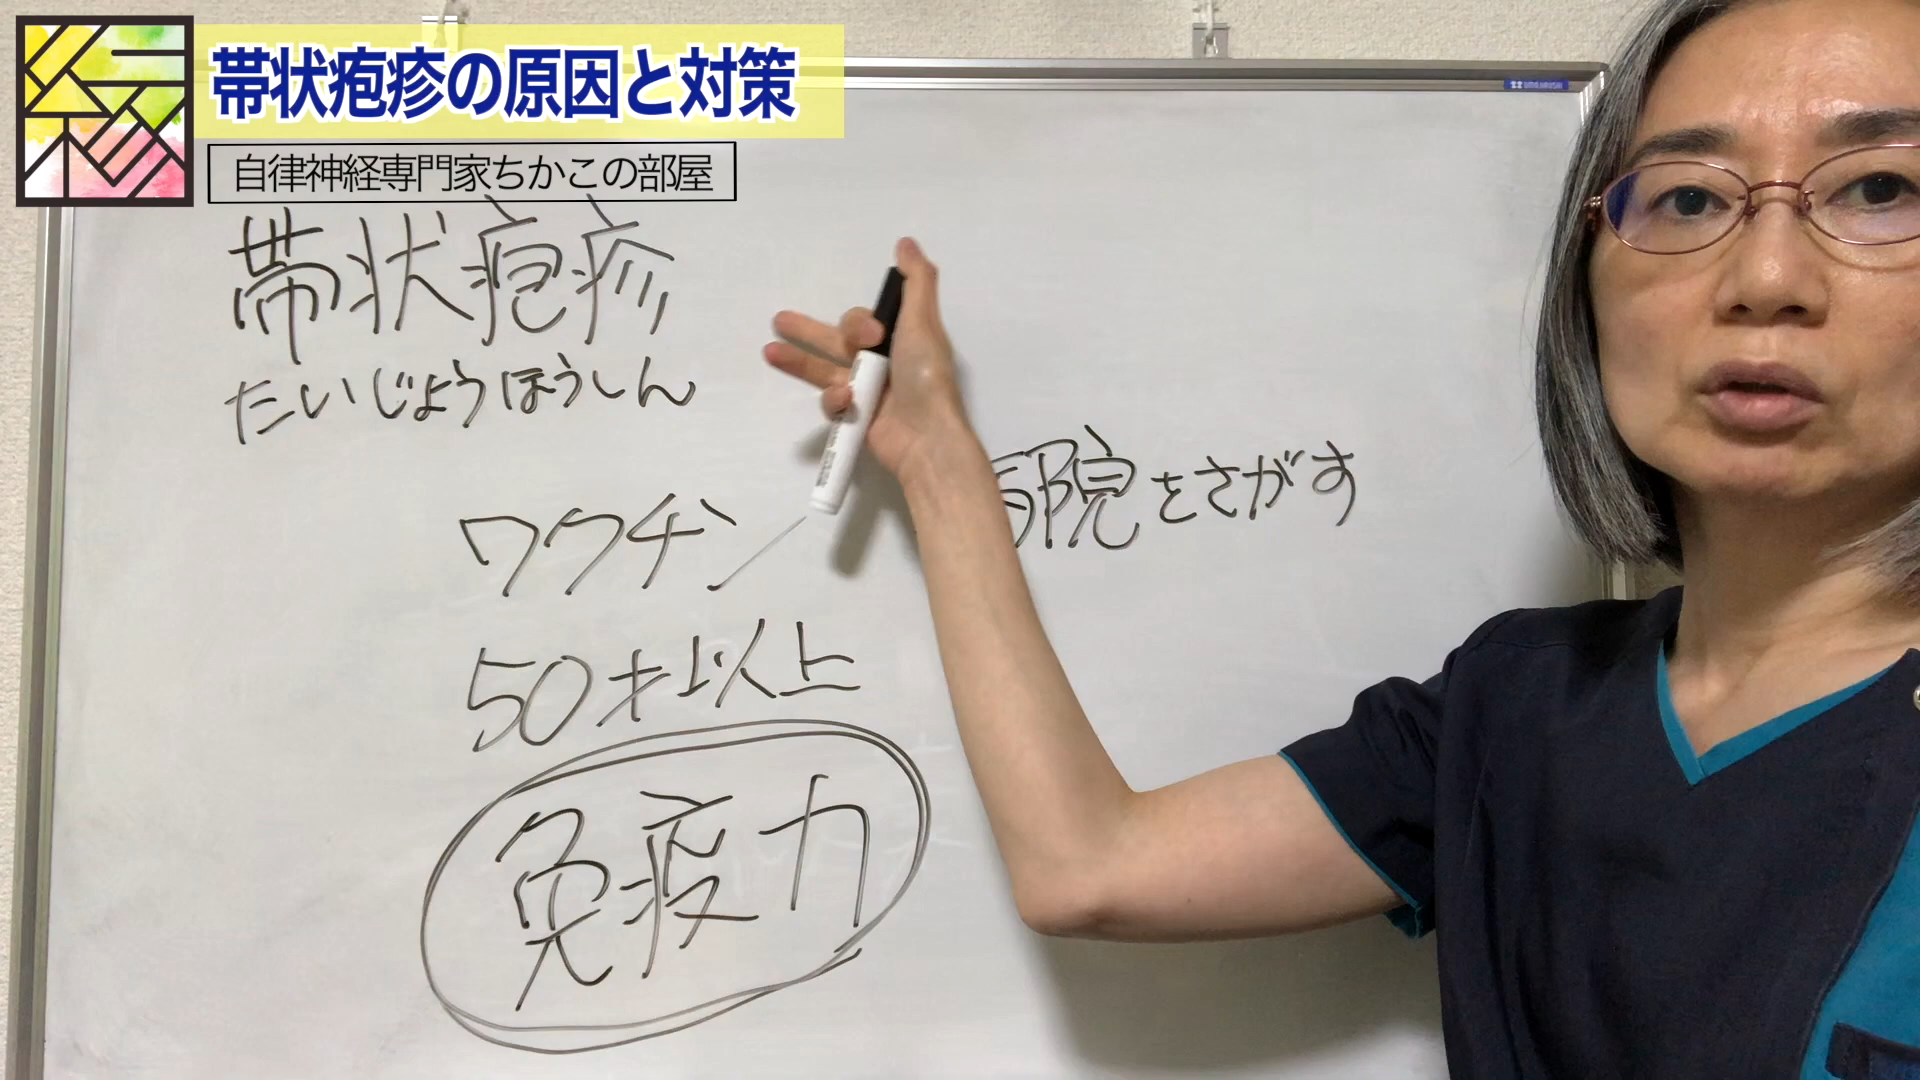 帯状疱疹の原因と対策
自律神経専門家ちかこの部屋
帯状疱疹
たいじょうほうしん
ワクチン
病院をさがす
50才以上
免疫力